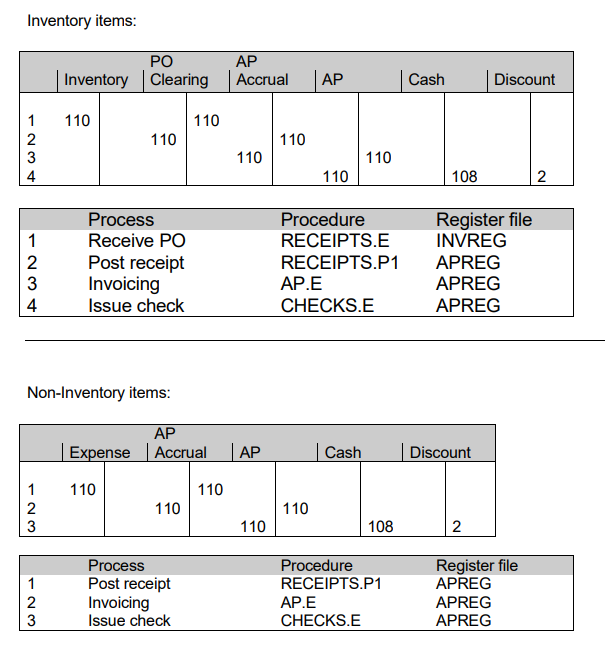 Inventory items:
PO AP
Inventory Clearing Accrual AP Cash Discount
1 110 110
2 110 110
3 110 110
4 110 108 2
Process Procedure Register file
1 Receive PO RECEIPTS.E INVREG
2 Post receipt RECEIPTS.P1 APREG
3 Invoicing AP.E APREG
4 Issue check CHECKS.E APREG
Non-Inventory items:
AP
Expense Accrual AP Cash Discount
1 110 110
2 110 110
3 110 108 2
Process Procedure Register file
1 Post receipt RECEIPTS.P1 APREG
2 Invoicing AP.E APREG
3 Issue check CHECKS.E APREG